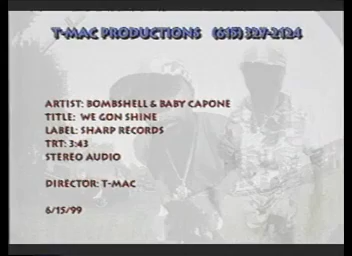 T-MAC PRODUCTIONS (615) 327-2124
ARTIST: BOMBSHELL & BABY CAPONE
TITLE: WE GON SHINE
LABEL: SHARP RECORDS
TRT: 3:43
STEREO AUDIO
DIRECTOR: T-MAC
6/15/99